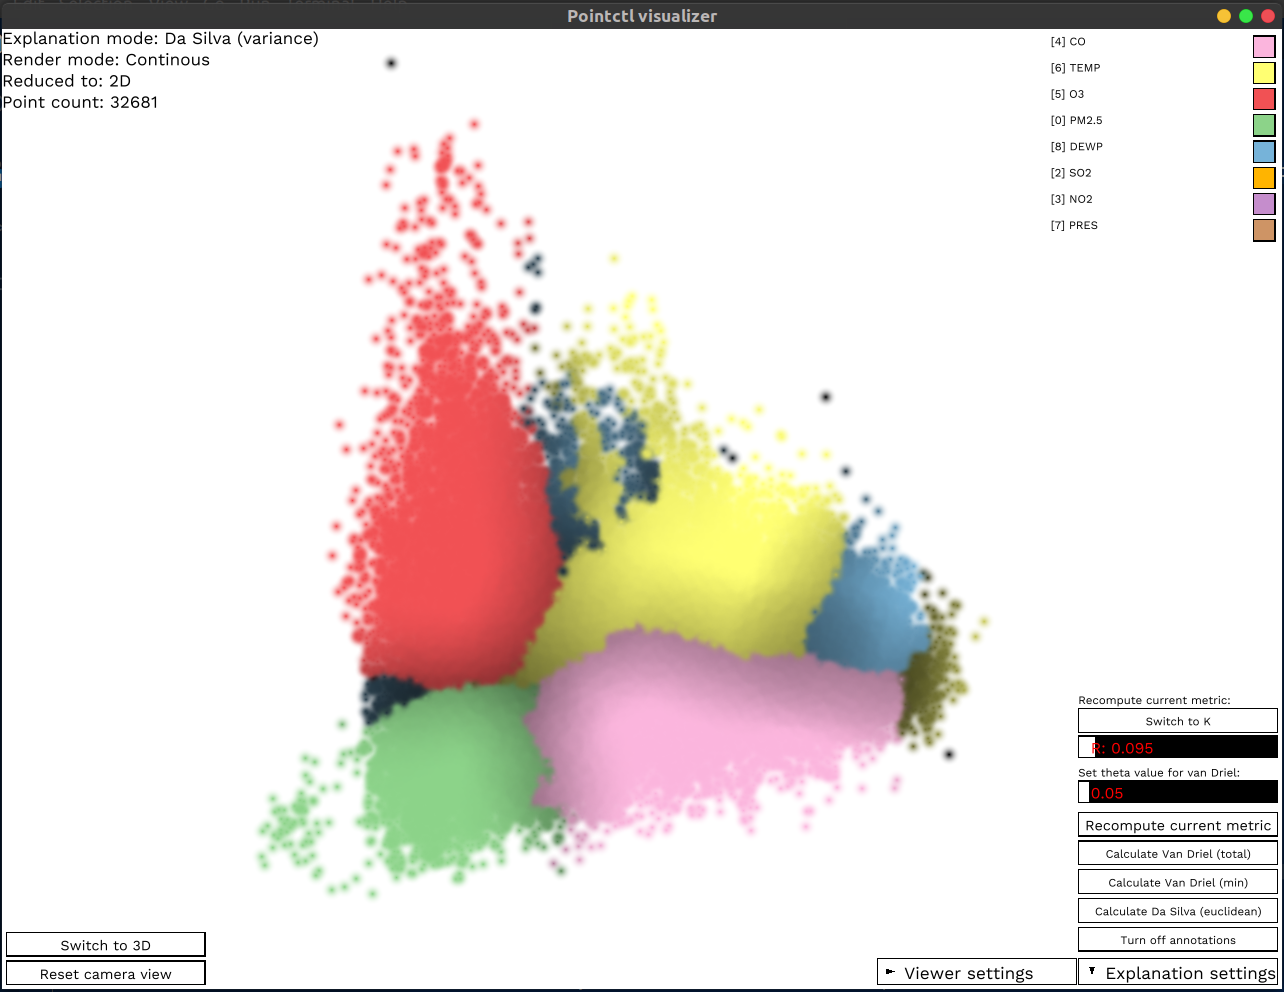 Pointctl visualizer
Explanation mode: Da Silva (variance)
Render mode: Continous
Reduced to: 2D
Point count: 32681
[4] CO
[6] TEMP
[5] O3
[0] PM2.5
[8] DEWP
[2] SO2
[3] NO2
[7] PRES
Recompute current metric:
Switch to K
R: 0.095
Set theta value for van Driel:
0.05
Recompute current metric
Calculate Van Driel (total)
Calculate Van Driel (min)
Calculate Da Silva (euclidean)
Turn off annotations
Switch to 3D
Reset camera view
Viewer settings
Explanation settings